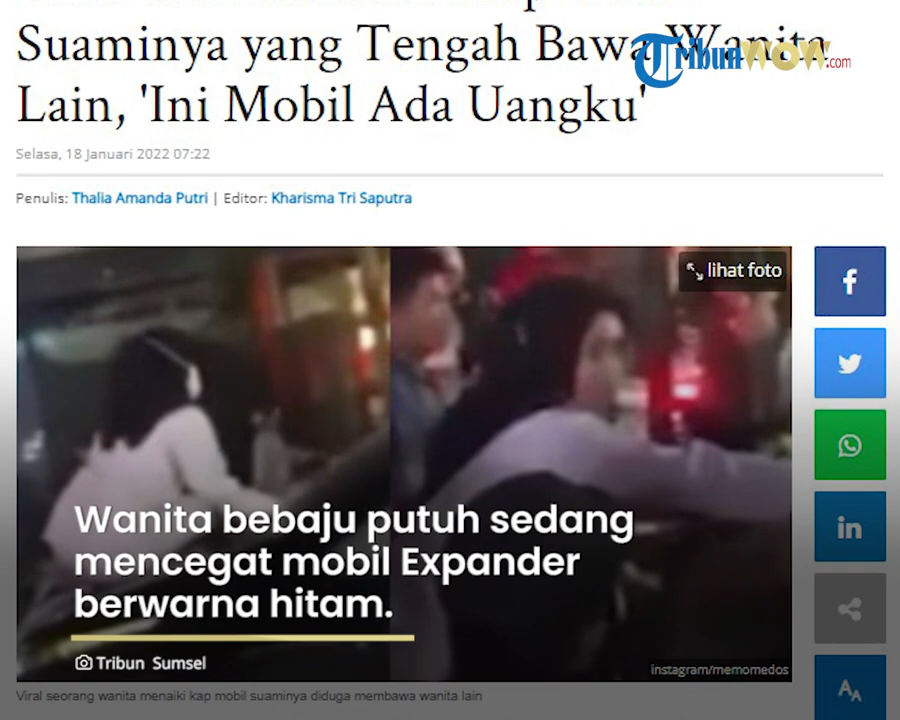 Suaminya yang Tengah Bawa Wanita
TribunWOW.com
Lain, 'Ini Mobil Ada Uangku'
Selasa, 18 Januari 2022 07:22
Penulis: Thalia Amanda Putri | Editor: Kharisma Tri Saputra
lihat foto
Wanita bebaju putuh sedang
mencegat mobil Expander
berwarna hitam.
Tribun Sumsel
instagram/memomedos
Viral seorang wanita menaiki kap mobil suaminya diduga membawa wanita lain
f
in
AA